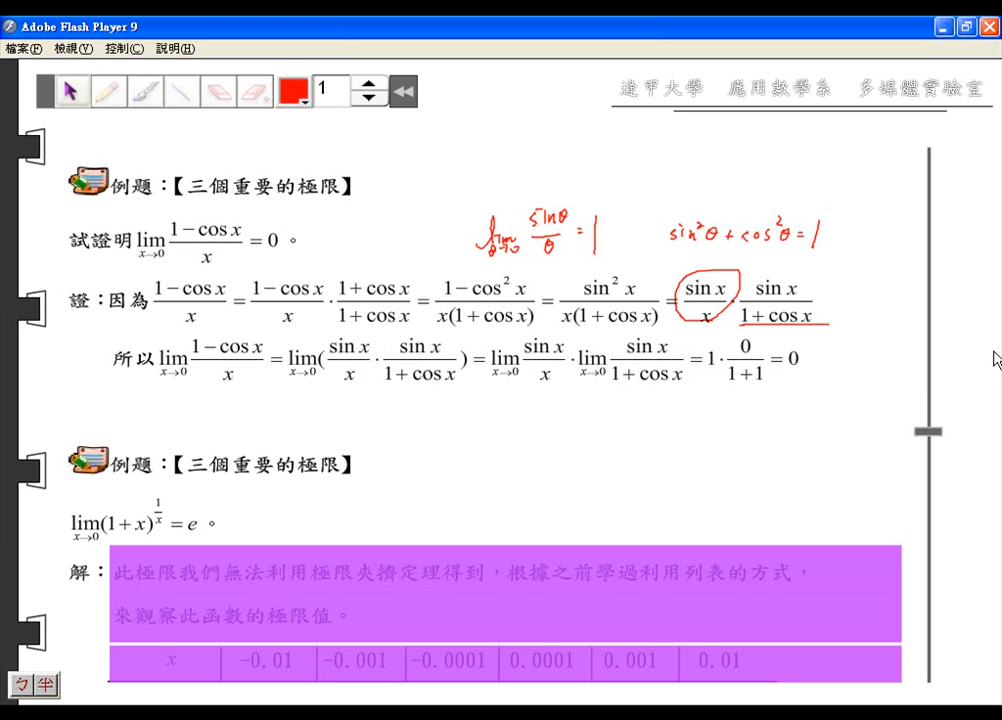 Adobe Flash Player 9
檔案(F) 檢視(V) 控制(C) 說明(H)
1
逢甲大學 應用數學系 多媒體實驗室
例題：【三個重要的極限】
試證明 lim x→0 (1−cos x)/x = 0 。
lim θ→0 sinθ/θ = 1
sin²θ + cos²θ = 1
證：因為 (1−cos x)/x = (1−cos x)/x · (1+cos x)/(1+cos x) = (1−cos² x)/(x(1+cos x)) = sin² x/(x(1+cos x)) = sin x/x · sin x/(1+cos x)
所以 lim x→0 (1−cos x)/x = lim x→0 (sin x/x · sin x/(1+cos x)) = lim x→0 sin x/x · lim x→0 sin x/(1+cos x) = 1 · 0/(1+1) = 0
例題：【三個重要的極限】
lim x→0 (1+x)^(1/x) = e 。
解：此極限我們無法利用極限夾擠定理得到，根據之前學過利用列表的方式，
來觀察此函數的極限值。
x -0.01 -0.001 -0.0001 0.0001 0.001 0.01
ㄅ半